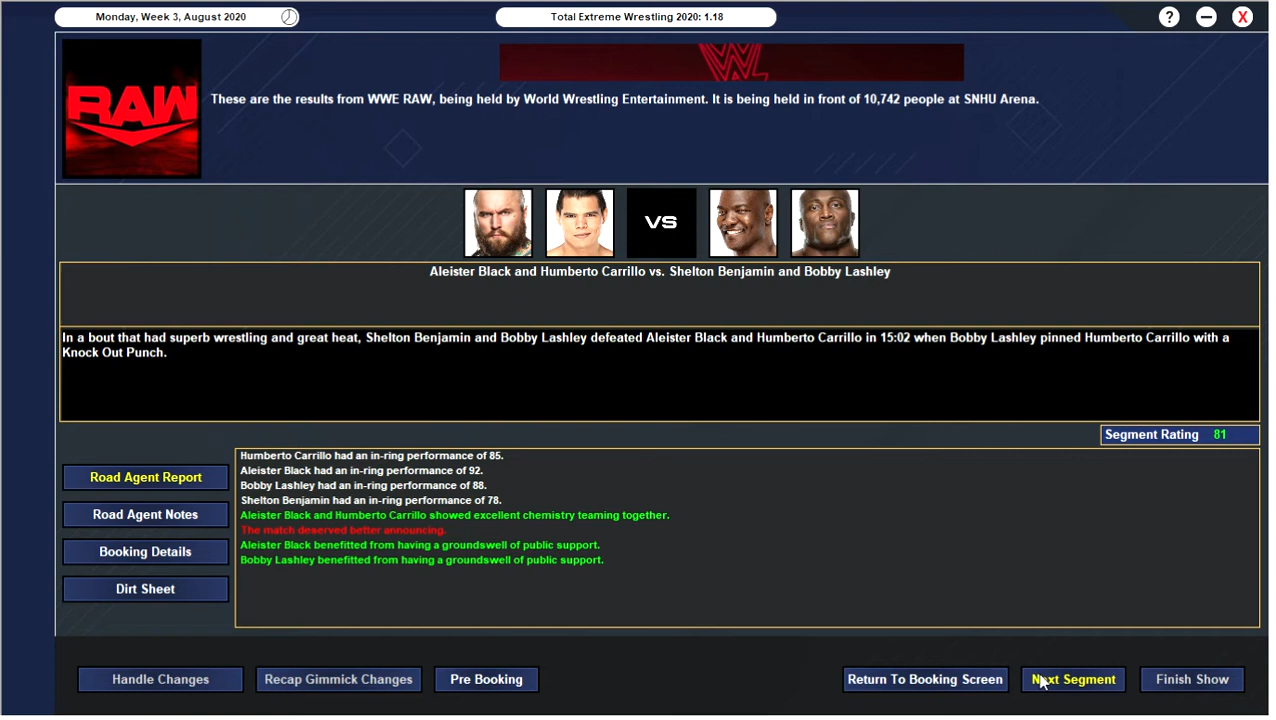 Monday, Week 3, August 2020
Total Extreme Wrestling 2020: 1.18
? − X
RAW
These are the results from WWE RAW, being held by World Wrestling Entertainment. It is being held in front of 10,742 people at SNHU Arena.
VS
Aleister Black and Humberto Carrillo vs. Shelton Benjamin and Bobby Lashley
In a bout that had superb wrestling and great heat, Shelton Benjamin and Bobby Lashley defeated Aleister Black and Humberto Carrillo in 15:02 when Bobby Lashley pinned Humberto Carrillo with a
Knock Out Punch.
Segment Rating 81
Road Agent Report
Road Agent Notes
Booking Details
Dirt Sheet
Humberto Carrillo had an in-ring performance of 85.
Aleister Black had an in-ring performance of 92.
Bobby Lashley had an in-ring performance of 88.
Shelton Benjamin had an in-ring performance of 78.
Aleister Black and Humberto Carrillo showed excellent chemistry teaming together.
The match deserved better announcing.
Aleister Black benefitted from having a groundswell of public support.
Bobby Lashley benefitted from having a groundswell of public support.
Handle Changes
Recap Gimmick Changes
Pre Booking
Return To Booking Screen
Next Segment
Finish Show